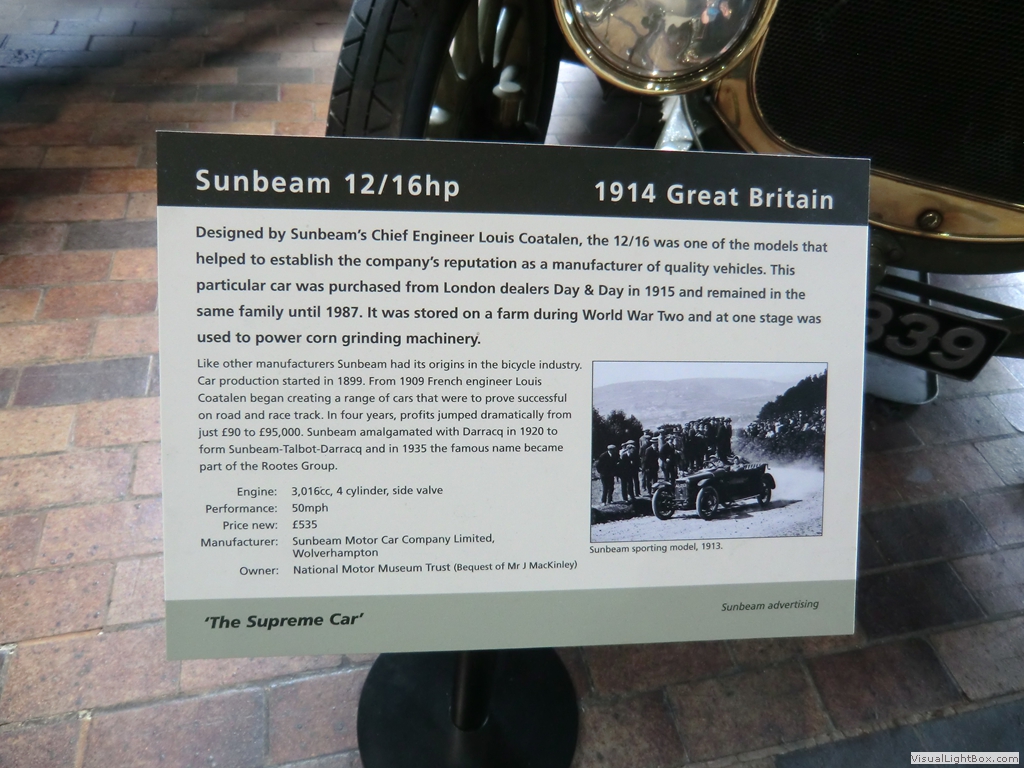 Sunbeam 12/16hp 1914 Great Britain
Designed by Sunbeam's Chief Engineer Louis Coatalen, the 12/16 was one of the models that
helped to establish the company's reputation as a manufacturer of quality vehicles. This
particular car was purchased from London dealers Day & Day in 1915 and remained in the
same family until 1987. It was stored on a farm during World War Two and at one stage was
used to power corn grinding machinery.
Like other manufacturers Sunbeam had its origins in the bicycle industry.
Car production started in 1899. From 1909 French engineer Louis
Coatalen began creating a range of cars that were to prove successful
on road and race track. In four years, profits jumped dramatically from
just £90 to £95,000. Sunbeam amalgamated with Darracq in 1920 to
form Sunbeam-Talbot-Darracq and in 1935 the famous name became
part of the Rootes Group.
Engine: 3,016cc, 4 cylinder, side valve
Performance: 50mph
Price new: £535
Manufacturer: Sunbeam Motor Car Company Limited,
Wolverhampton
Owner: National Motor Museum Trust (Bequest of Mr J MacKinley)
Sunbeam sporting model, 1913.
'The Supreme Car' Sunbeam advertising
339
VisualLightBox.com